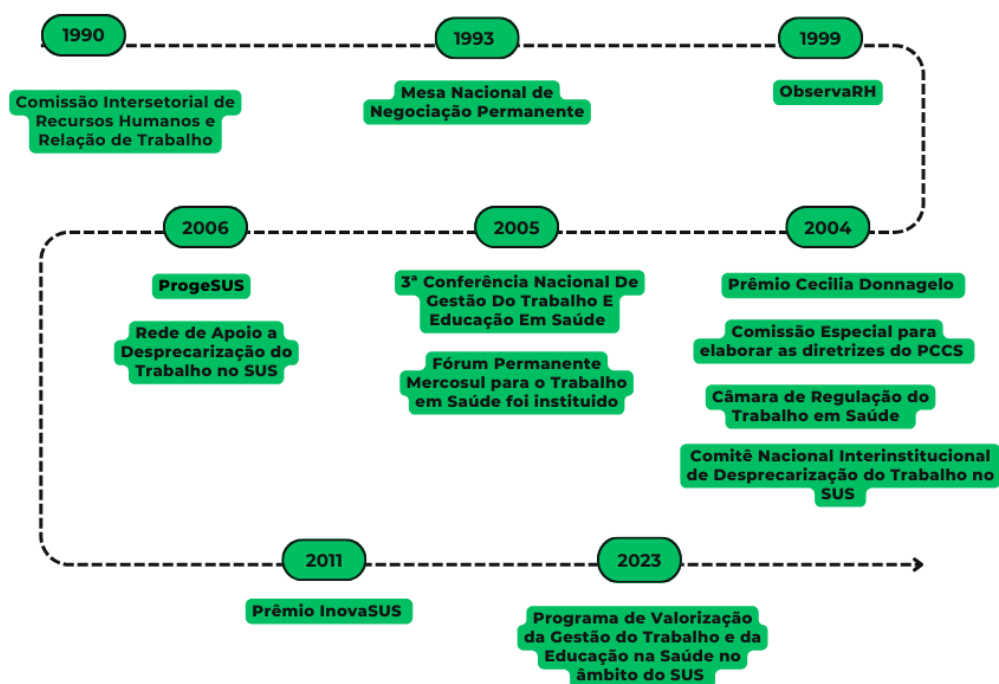 1990
Comissão Intersetorial de
Recursos Humanos e
Relação de Trabalho
1993
Mesa Nacional de
Negociação Permanente
1999
ObservaRH
2004
Prêmio Cecilia Donnagelo
Comissão Especial para
elaborar as diretrizes do PCCS
Câmara de Regulação do
Trabalho em Saúde
Comitê Nacional Interinstitucional
de Desprecarização do Trabalho no
SUS
2005
3ª Conferência Nacional De
Gestão Do Trabalho E
Educação Em Saúde
Fórum Permanente
Mercosul para o Trabalho
em Saúde foi instituido
2006
ProgeSUS
Rede de Apoio a
Desprecarização do
Trabalho no SUS
2011
Prêmio InovaSUS
2023
Programa de Valorização
da Gestão do Trabalho e da
Educação na Saúde no
âmbito do SUS